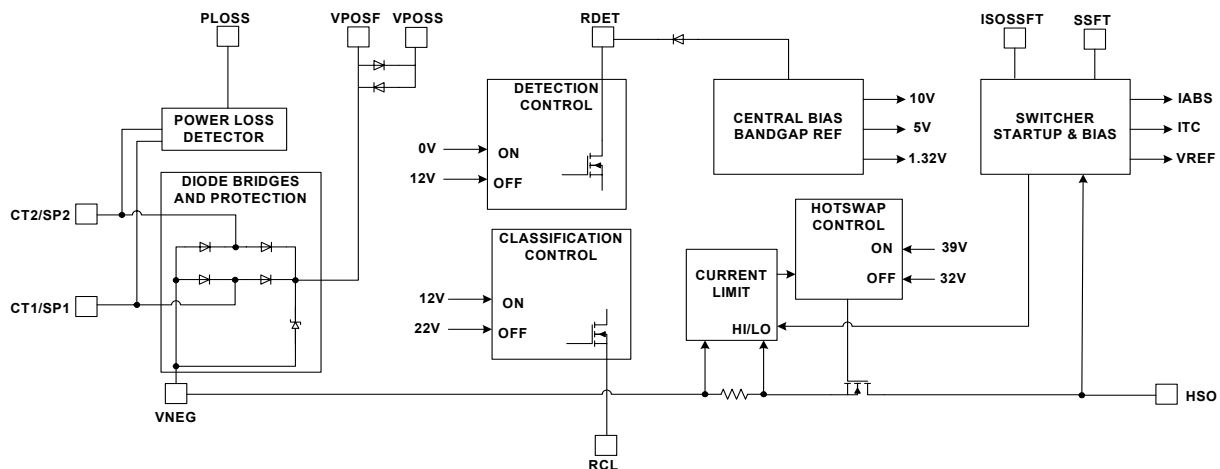 PLOSS
VPOSF
VPOSS
RDET
ISOSSFT
SSFT
POWER LOSS
DETECTOR
DETECTION
CONTROL
0V
ON
12V
OFF
CENTRAL BIAS
BANDGAP REF
10V
5V
1.32V
SWITCHER
STARTUP & BIAS
IABS
ITC
VREF
DIODE BRIDGES
AND PROTECTION
CT2/SP2
CT1/SP1
CLASSIFICATION
CONTROL
12V
ON
22V
OFF
CURRENT
LIMIT
HI/LO
HOTSWAP
CONTROL
ON
39V
OFF
32V
VNEG
HSO
RCL